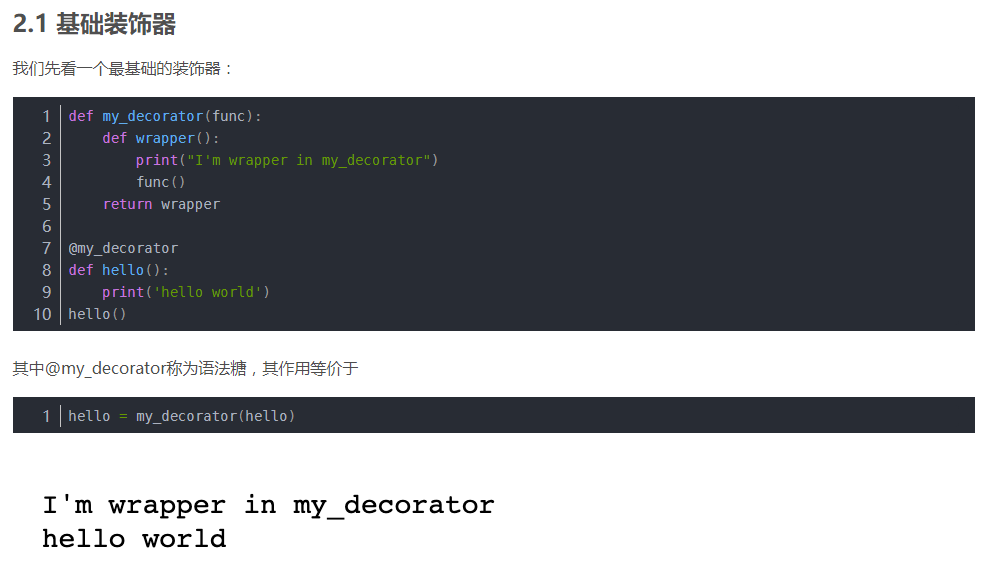 2.1 基础装饰器
我们先看一个最基础的装饰器：
1 def my_decorator(func):
2     def wrapper():
3         print("I'm wrapper in my_decorator")
4         func()
5     return wrapper
6
7 @my_decorator
8 def hello():
9     print('hello world')
10 hello()
其中@my_decorator称为语法糖，其作用等价于
1 hello = my_decorator(hello)
I'm wrapper in my_decorator
hello world